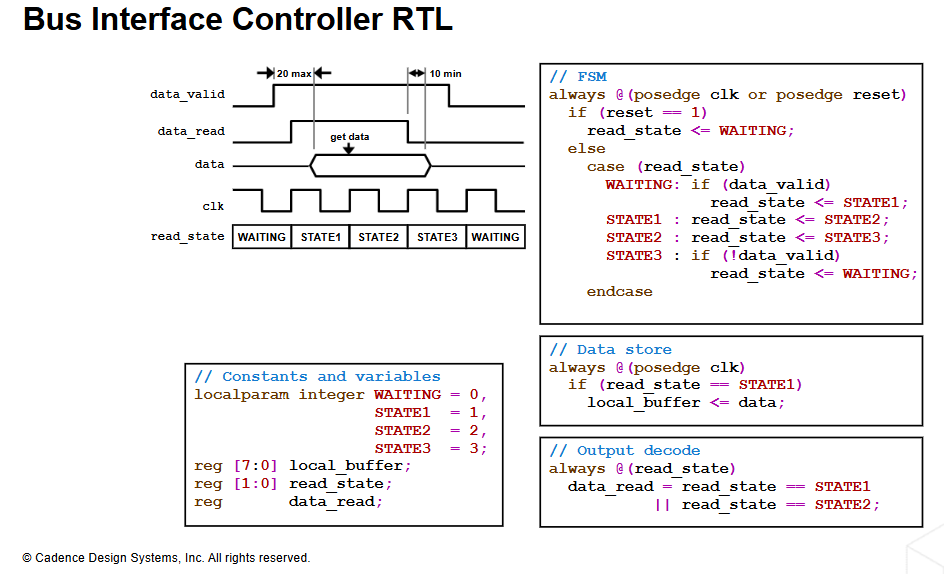 Bus Interface Controller RTL
20 max
10 min
data_valid
data_read
get data
data
clk
read_state
WAITING STATE1 STATE2 STATE3 WAITING
// FSM
always @(posedge clk or posedge reset)
if (reset == 1)
read_state <= WAITING;
else
case (read_state)
WAITING: if (data_valid)
read_state <= STATE1;
STATE1 : read_state <= STATE2;
STATE2 : read_state <= STATE3;
STATE3 : if (!data_valid)
read_state <= WAITING;
endcase
// Data store
always @(posedge clk)
if (read_state == STATE1)
local_buffer <= data;
// Constants and variables
localparam integer WAITING = 0,
STATE1 = 1,
STATE2 = 2,
STATE3 = 3;
reg [7:0] local_buffer;
reg [1:0] read_state;
reg data_read;
// Output decode
always @(read_state)
data_read = read_state == STATE1
|| read_state == STATE2;
© Cadence Design Systems, Inc. All rights reserved.